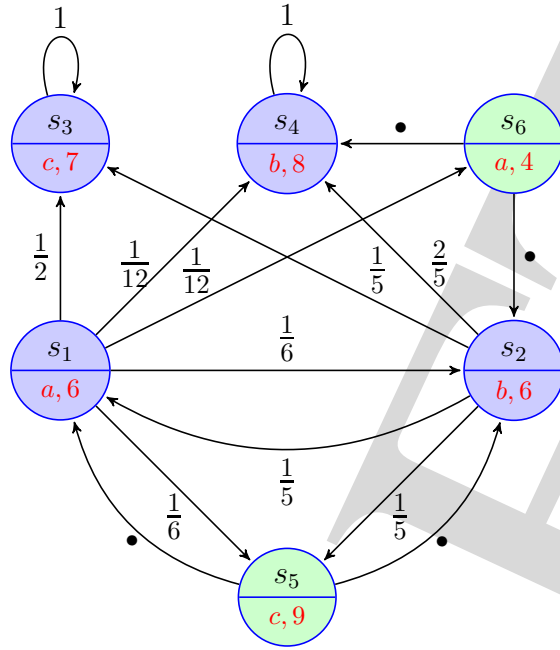 1
1
s₃
c, 7
s₄
b, 8
•
s₆
a, 4
1/2
1/12
1/12
1/5
2/5
•
s₁
a, 6
1/6
s₂
b, 6
1/6
1/5
1/5
•
•
s₅
c, 9